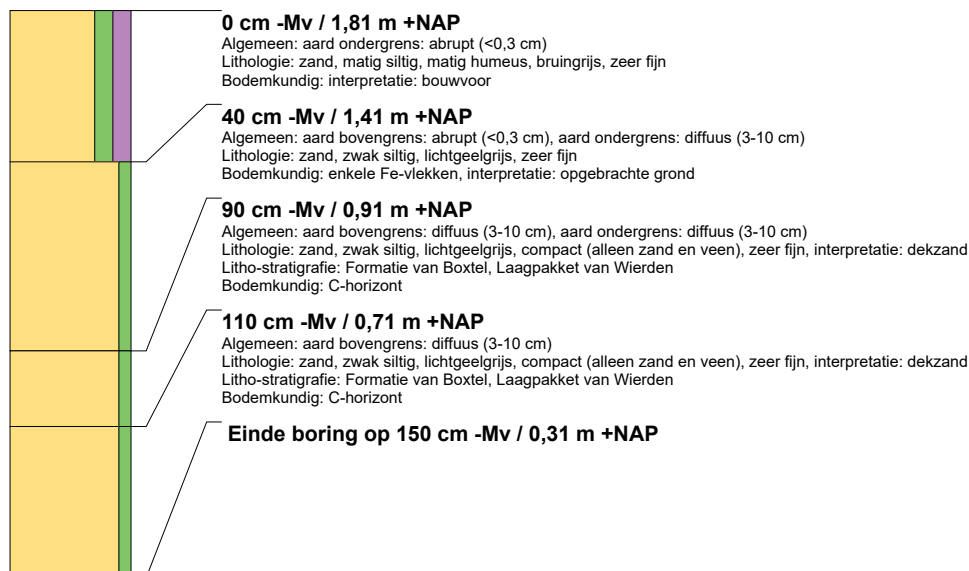 0 cm -Mv / 1,81 m +NAP
Algemeen: aard ondergrens: abrupt (<0,3 cm)
Lithologie: zand, matig siltig, matig humeus, bruingrijs, zeer fijn
Bodemkundig: interpretatie: bouwvoor
40 cm -Mv / 1,41 m +NAP
Algemeen: aard bovengrens: abrupt (<0,3 cm), aard ondergrens: diffuus (3-10 cm)
Lithologie: zand, zwak siltig, lichtgeelgrijs, zeer fijn
Bodemkundig: enkele Fe-vlekken, interpretatie: opgebrachte grond
90 cm -Mv / 0,91 m +NAP
Algemeen: aard bovengrens: diffuus (3-10 cm), aard ondergrens: diffuus (3-10 cm)
Lithologie: zand, zwak siltig, lichtgeelgrijs, compact (alleen zand en veen), zeer fijn, interpretatie: dekzand
Litho-stratigrafie: Formatie van Boxtel, Laagpakket van Wierden
Bodemkundig: C-horizont
110 cm -Mv / 0,71 m +NAP
Algemeen: aard bovengrens: diffuus (3-10 cm)
Lithologie: zand, zwak siltig, lichtgeelgrijs, compact (alleen zand en veen), zeer fijn, interpretatie: dekzand
Litho-stratigrafie: Formatie van Boxtel, Laagpakket van Wierden
Bodemkundig: C-horizont
Einde boring op 150 cm -Mv / 0,31 m +NAP